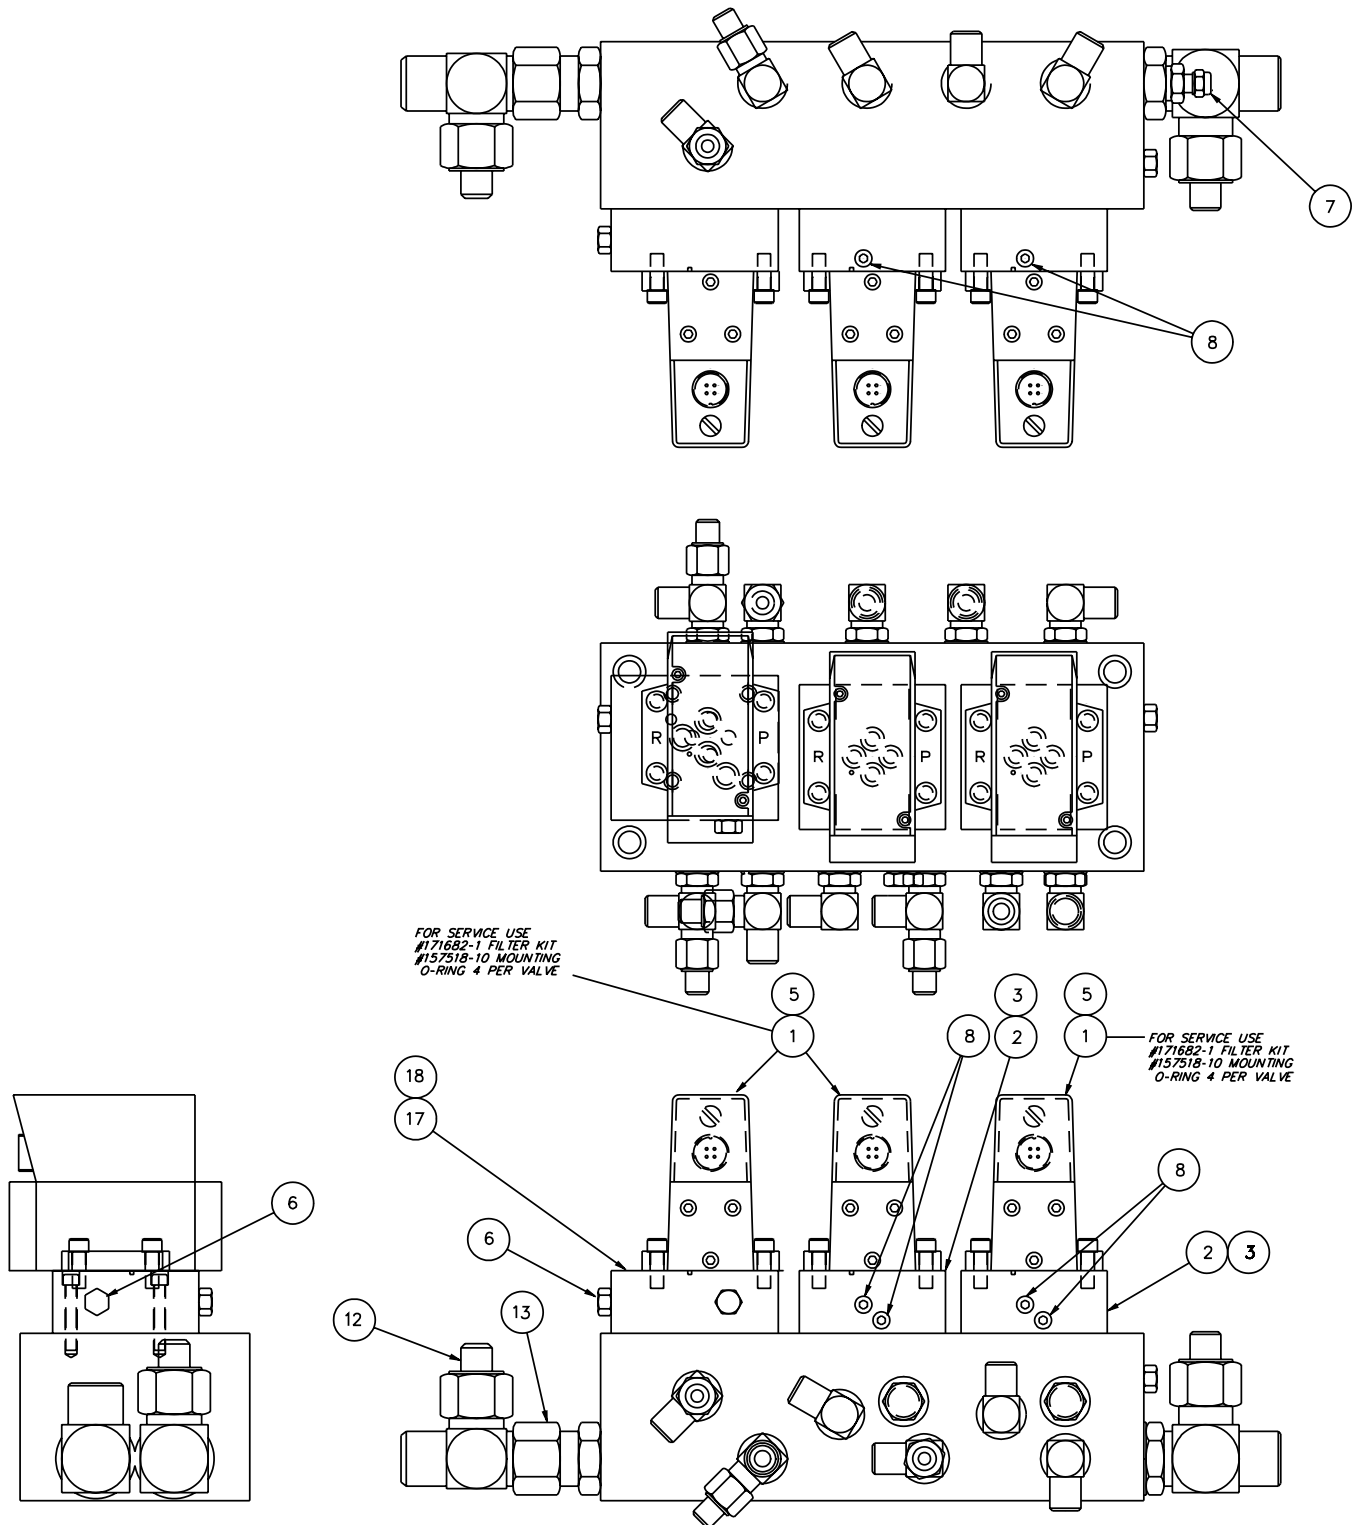 7
8
R
P
R
P
R
P
FOR SERVICE USE
#171682-1 FILTER KIT
#157518-10 MOUNTING
O-RING 4 PER VALVE
5
3
5
1
8
2
1
FOR SERVICE USE
#171682-1 FILTER KIT
#157518-10 MOUNTING
O-RING 4 PER VALVE
18
17
8
6
6
2
3
12
13